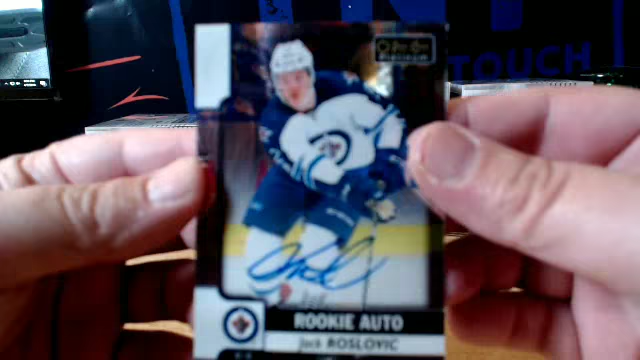 O-Pee-Chee
PLATINUM
TOUCH
ROOKIE AUTO
Jack ROSLOVIC